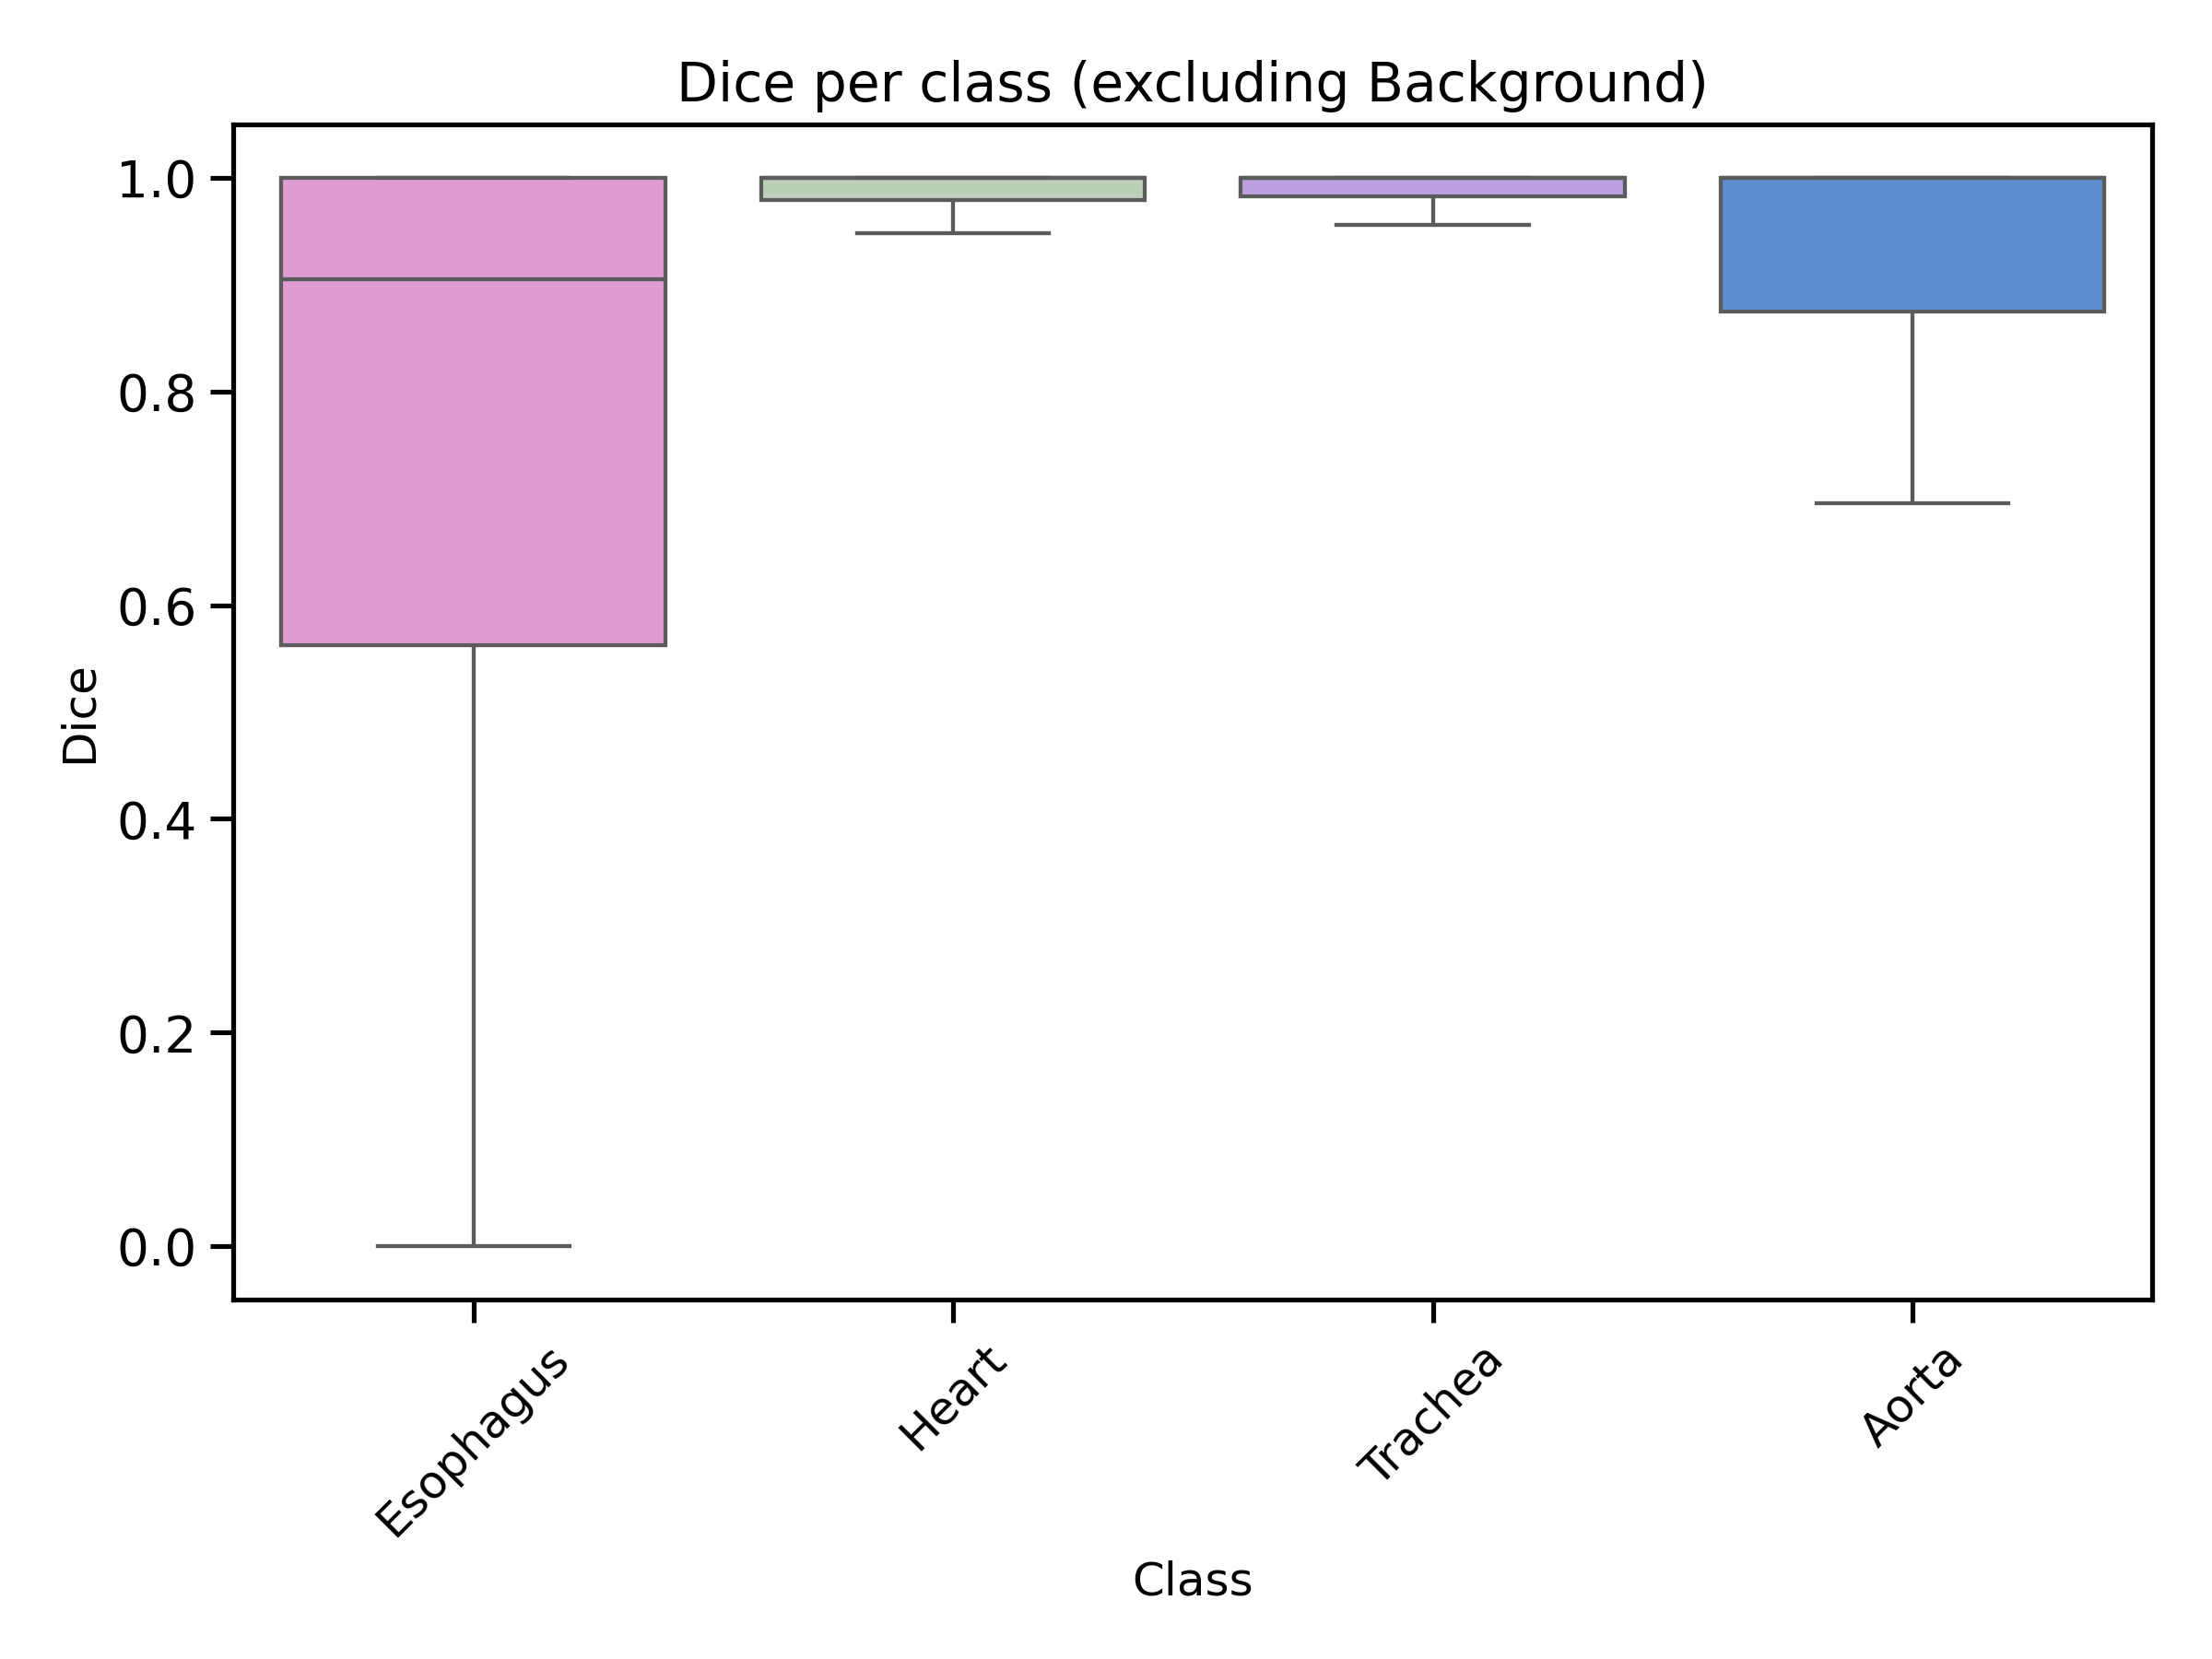 Dice per class (excluding Background)
1.0
0.8
0.6
0.4
0.2
0.0
Dice
Esophagus
Heart
Trachea
Aorta
Class